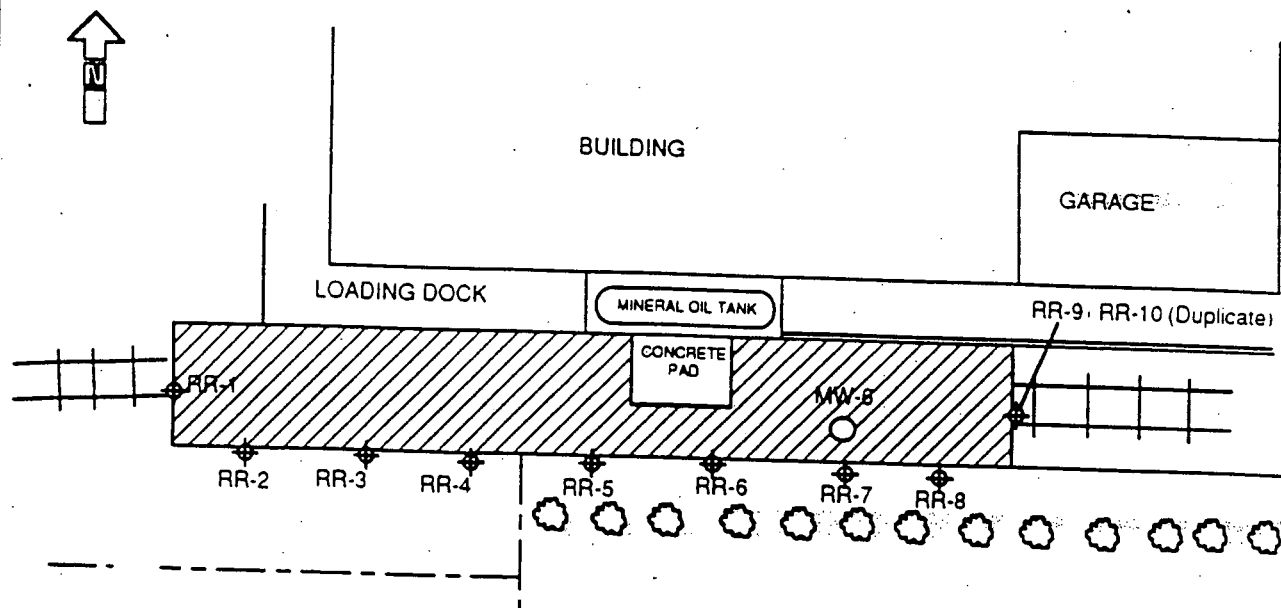 N
BUILDING
GARAGE
LOADING DOCK
MINERAL OIL TANK
RR-9, RR-10 (Duplicate)
CONCRETE
PAD
RR-1
MW-8
RR-2
RR-3
RR-4
RR-5
RR-6
RR-7
RR-8